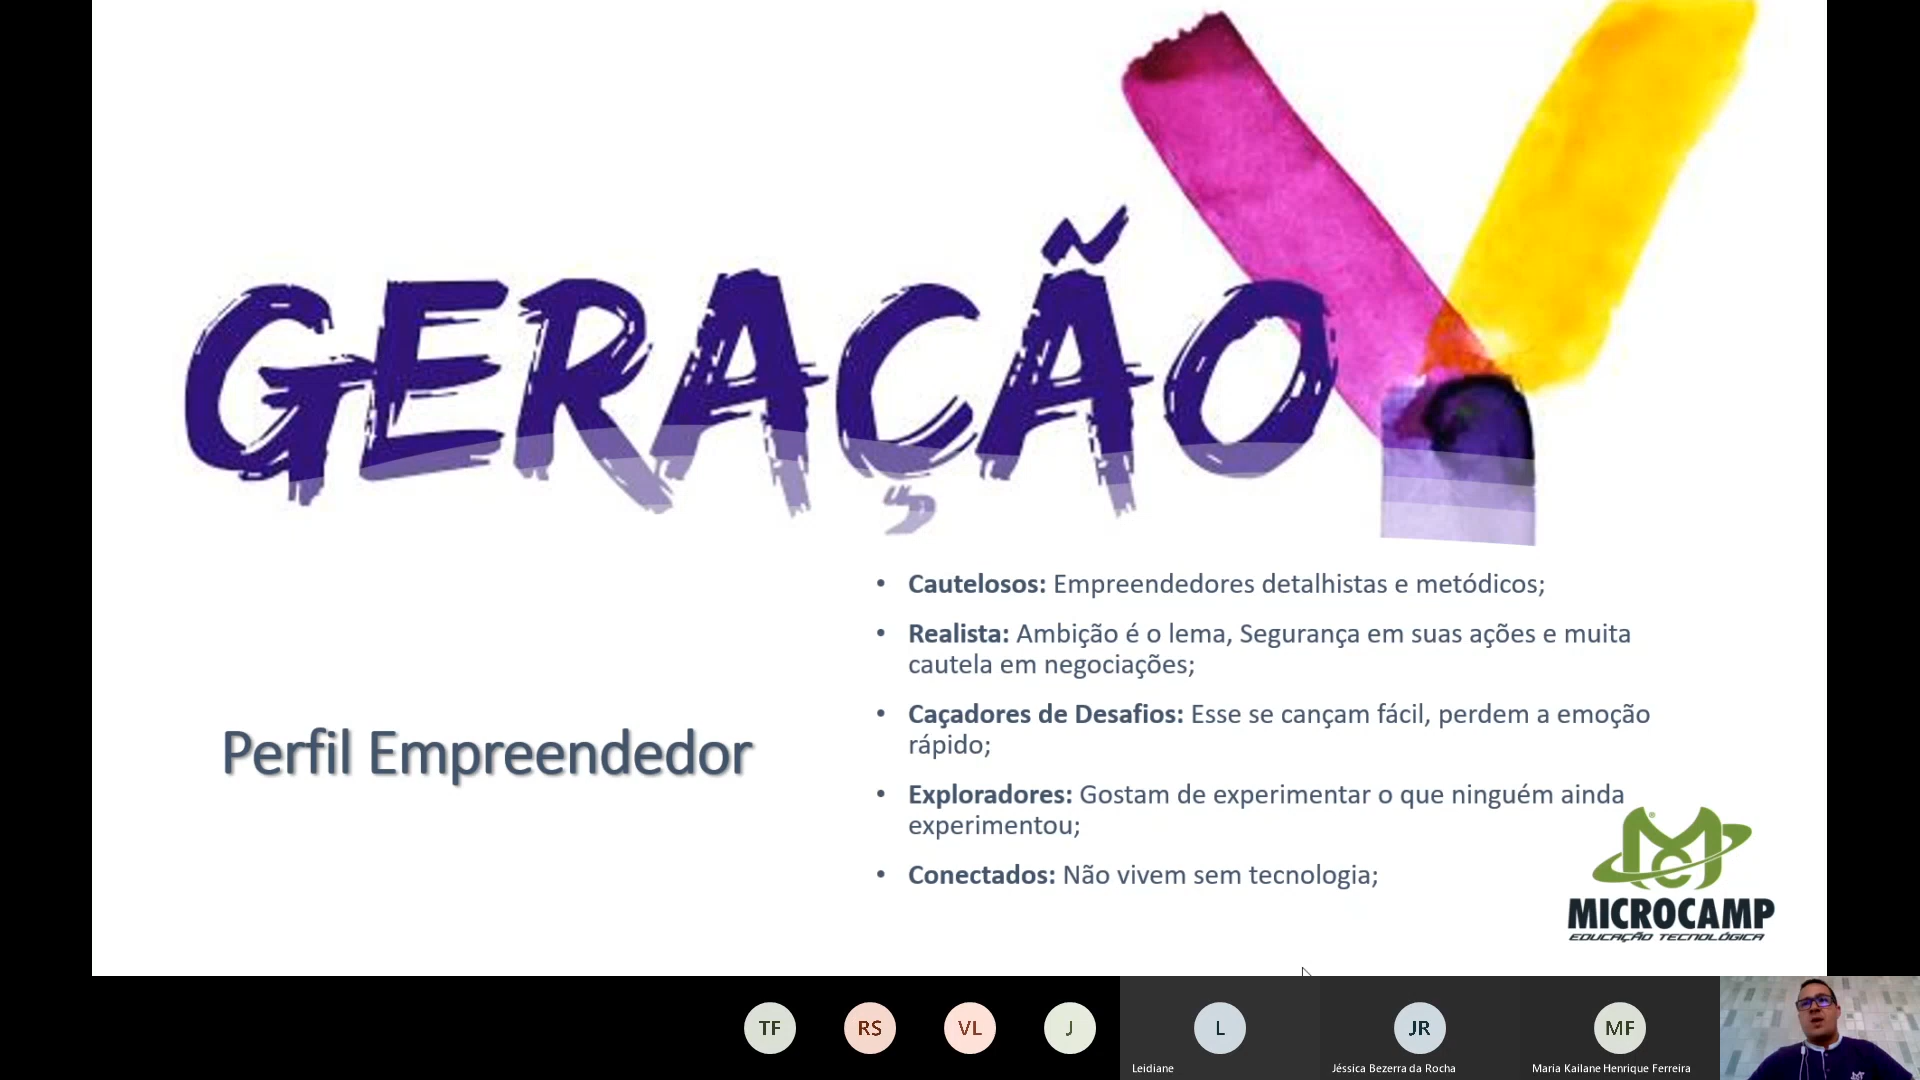 GERAÇÃO Y
• Cautelosos: Empreendedores detalhistas e metódicos;
• Realista: Ambição é o lema, Segurança em suas ações e muita
cautela em negociações;
• Caçadores de Desafios: Esse se cançam fácil, perdem a emoção
rápido;
Perfil Empreendedor
• Exploradores: Gostam de experimentar o que ninguém ainda
experimentou;
• Conectados: Não vivem sem tecnologia;
MICROCAMP
EDUCAÇÃO TECNOLÓGICA
TF
RS
VL
J
L
JR
MF
Leidiane
Jéssica Bezerra da Rocha
Maria Kailane Henrique Ferreira